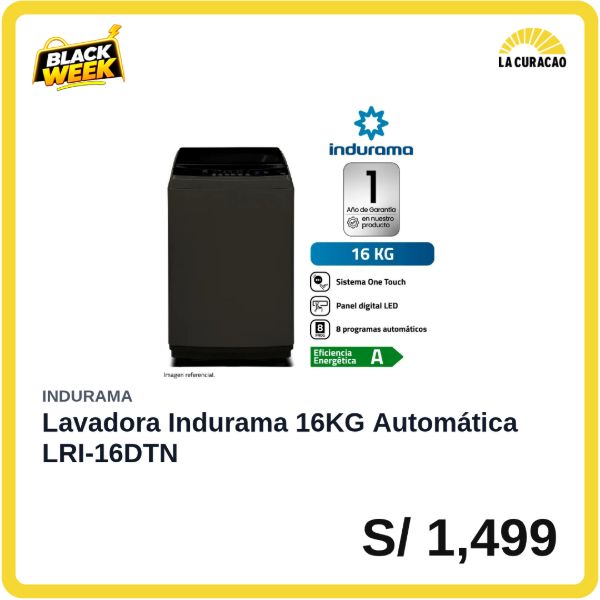 BLACK
WEEK
LA CURACAO
indurama
1
Año de Garantía
en nuestro
producto
16 KG
Sistema One Touch
Panel digital LED
8
8 programas automáticos
Eficiencia
Energética
A
Imagen referencial.
INDURAMA
Lavadora Indurama 16KG Automática
LRI-16DTN
S/ 1,499